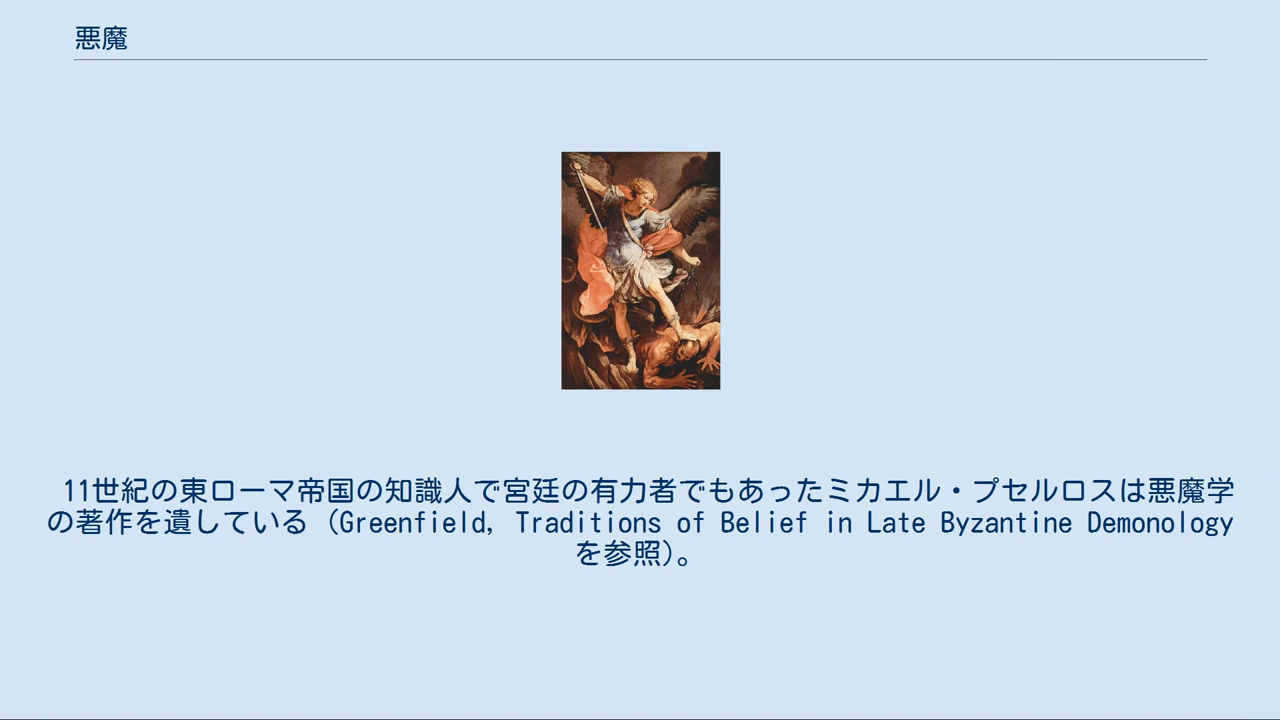 悪魔
11世紀の東ローマ帝国の知識人で宮廷の有力者でもあったミカエル・プセルロスは悪魔学
の著作を遺している（Greenfield, Traditions of Belief in Late Byzantine Demonology
を参照）。